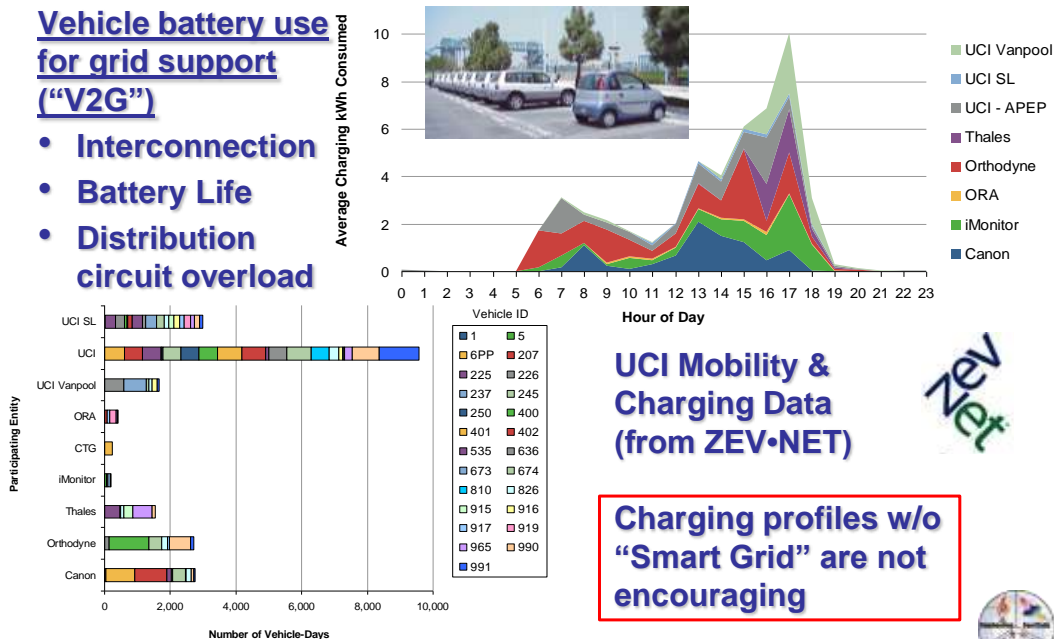 Vehicle battery use
for grid support
(“V2G”)
• Interconnection
• Battery Life
• Distribution
circuit overload
Average Charging kWh Consumed
10
8
6
4
2
0
0 1 2 3 4 5 6 7 8 9 10 11 12 13 14 15 16 17 18 19 20 21 22 23
Hour of Day
UCI Vanpool
UCI SL
UCI - APEP
Thales
Orthodyne
ORA
iMonitor
Canon
Participating Entity
UCI SL
UCI
UCI Vanpool
ORA
CTG
iMonitor
Thales
Orthodyne
Canon
0 2,000 4,000 6,000 8,000 10,000
Number of Vehicle-Days
Vehicle ID
1 5
6PP 207
225 226
237 245
250 400
401 402
535 636
673 674
810 826
915 916
917 919
965 990
991
UCI Mobility &
Charging Data
(from ZEV•NET)
zev
net
Charging profiles w/o
“Smart Grid” are not
encouraging